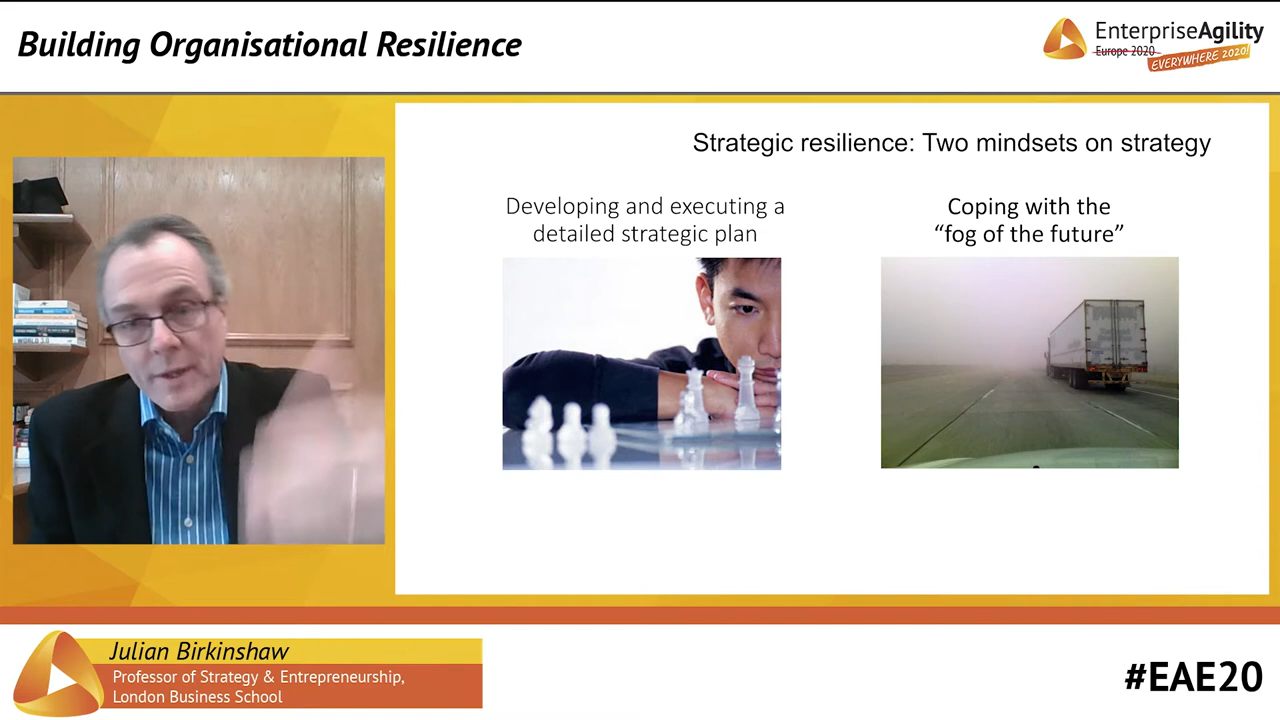 Building Organisational Resilience
EnterpriseAgility
Europe 2020
EVERYWHERE 2020!
Strategic resilience: Two mindsets on strategy
Developing and executing a
detailed strategic plan
Coping with the
“fog of the future”
Julian Birkinshaw
Professor of Strategy & Entrepreneurship,
London Business School
#EAE20